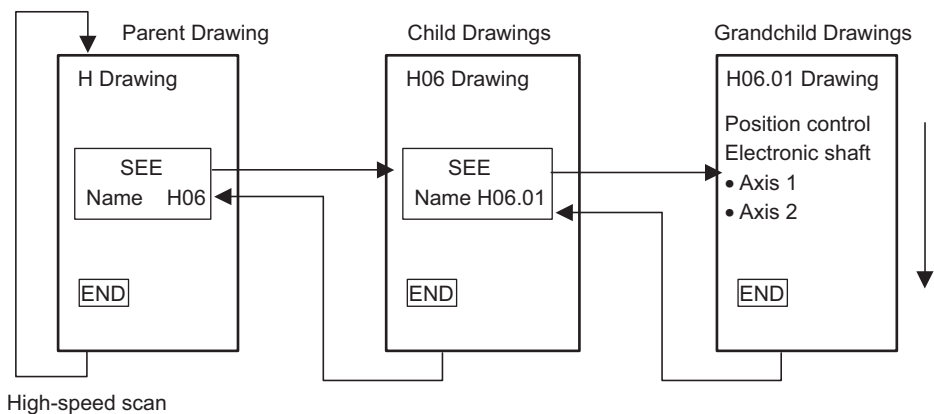 Parent Drawing
Child Drawings
Grandchild Drawings
H Drawing
SEE
Name H06
END
High-speed scan
H06 Drawing
SEE
Name H06.01
END
H06.01 Drawing
Position control
Electronic shaft
• Axis 1
• Axis 2
END